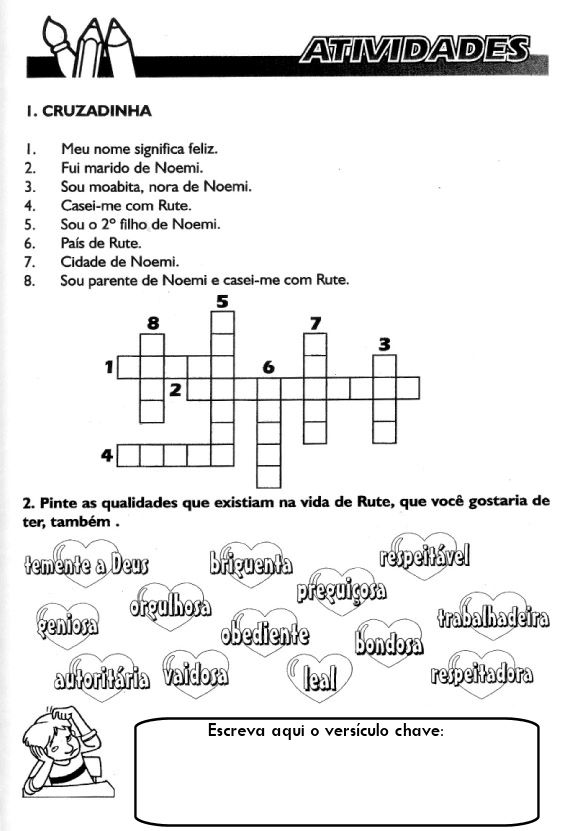 ATIVIDADES
1. CRUZADINHA
1. Meu nome significa feliz.
2. Fui marido de Noemi.
3. Sou moabita, nora de Noemi.
4. Casei-me com Rute.
5. Sou o 2º filho de Noemi.
6. País de Rute.
7. Cidade de Noemi.
8. Sou parente de Noemi e casei-me com Rute.
5
8 7
3
1 6
2
4
2. Pinte as qualidades que existiam na vida de Rute, que você gostaria de
ter, também .
temente a Deus briguenta respeitável
orgulhosa preguiçosa
geniosa obediente bondosa trabalhadeira
autoritária vaidosa leal respeitadora
Escreva aqui o versículo chave: